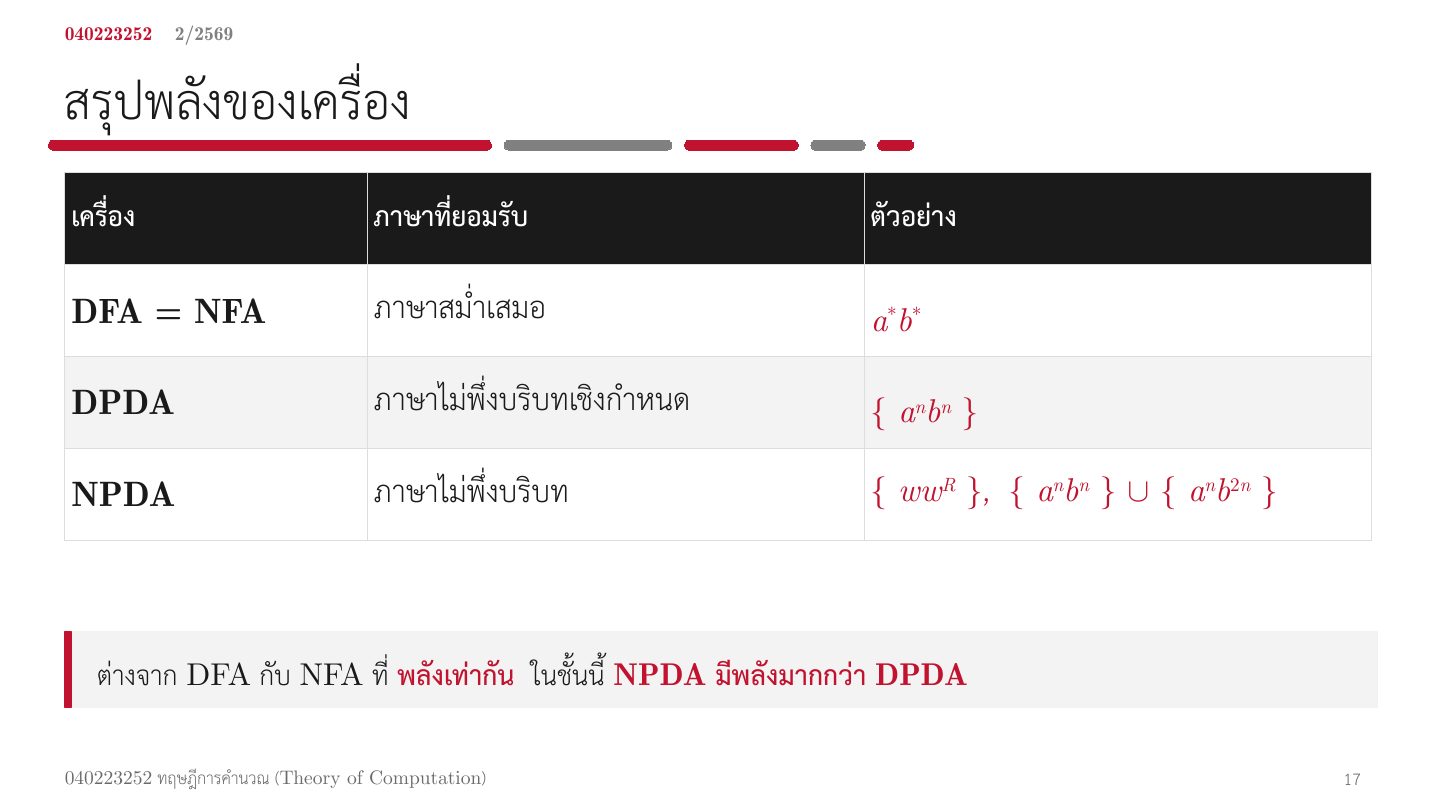 040223252 2/2569
สรุปพลังของเครื่อง
เครื่อง ภาษาที่ยอมรับ ตัวอย่าง
DFA = NFA ภาษาสม่ำเสมอ a*b*
DPDA ภาษาไม่พึ่งบริบทเชิงกำหนด { aⁿbⁿ }
NPDA ภาษาไม่พึ่งบริบท { wwᴿ }, { aⁿbⁿ } ∪ { aⁿb²ⁿ }
ต่างจาก DFA กับ NFA ที่ พลังเท่ากัน ในชั้นนี้ NPDA มีพลังมากกว่า DPDA
040223252 ทฤษฎีการคำนวณ (Theory of Computation) 17